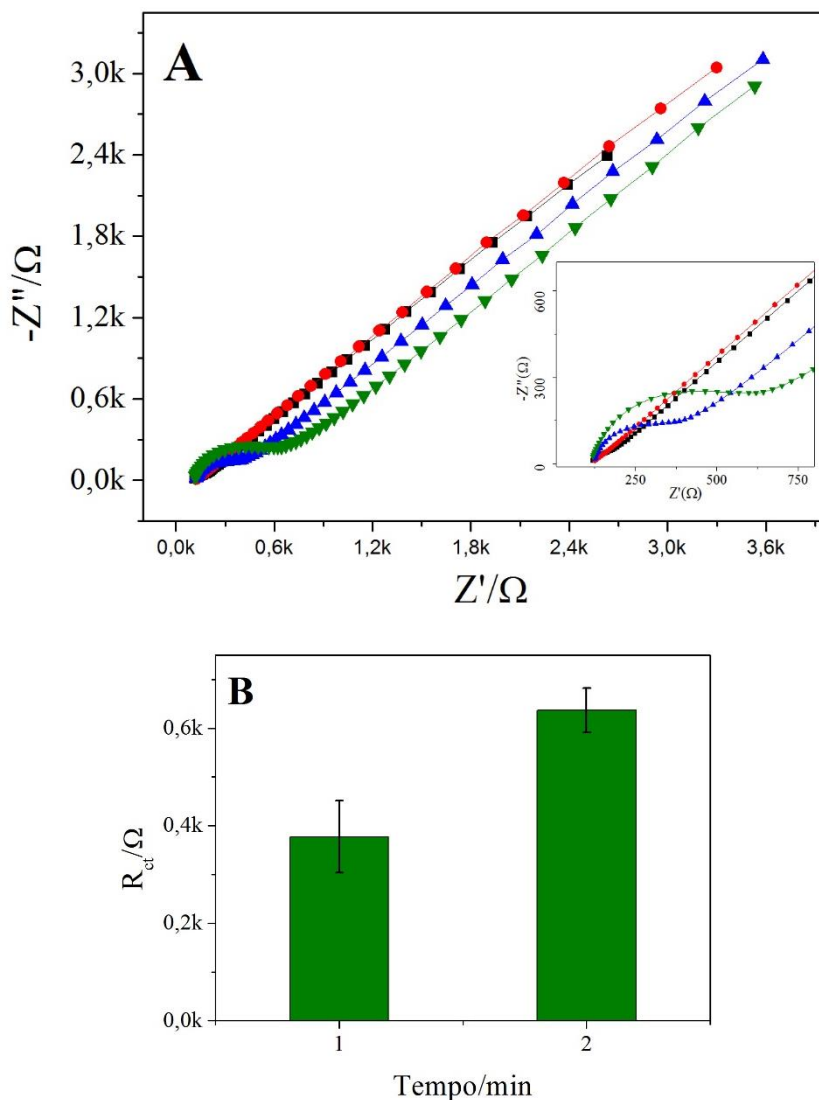 A
3,0k
2,4k
1,8k
1,2k
0,6k
0,0k
-Z"/Ω
600
300
0
-Z"(Ω)
250 500 750
Z'(Ω)
0,0k 0,6k 1,2k 1,8k 2,4k 3,0k 3,6k
Z'/Ω
B
0,6k
0,4k
0,2k
0,0k
Rct/Ω
1 2
Tempo/min